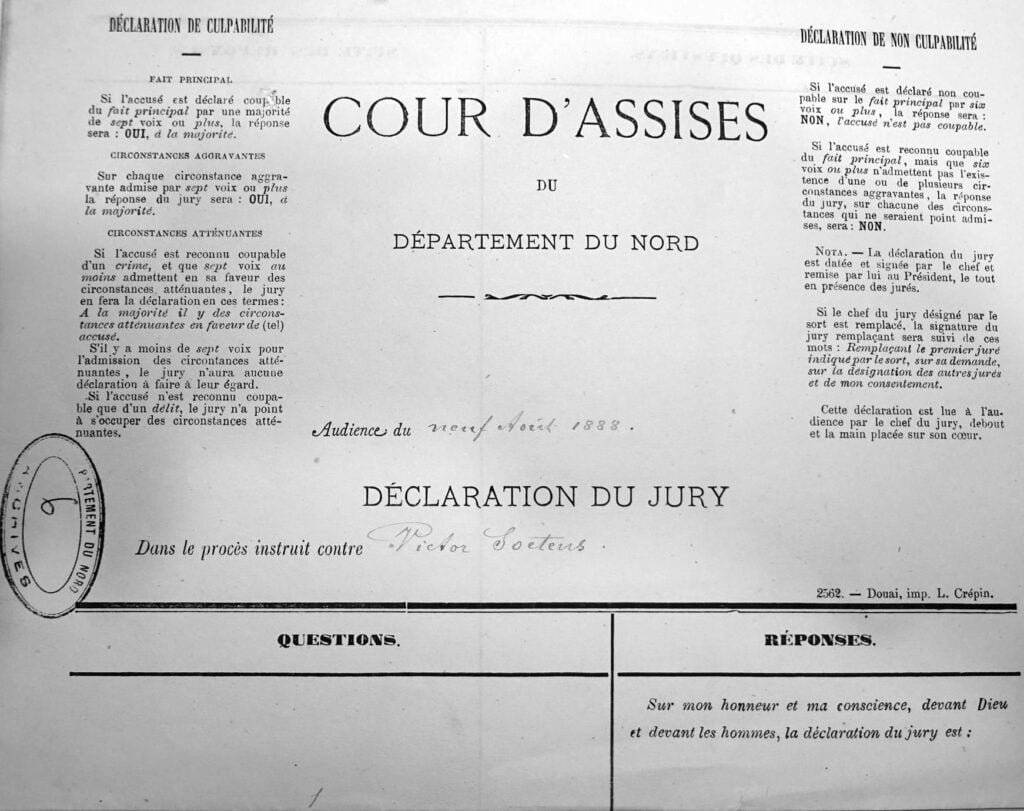 DÉCLARATION DE CULPABILITÉ
FAIT PRINCIPAL
Si l'accusé est déclaré coupable
du fait principal par une majorité
de sept voix ou plus, la réponse
sera : OUI, à la majorité.
CIRCONSTANCES AGGRAVANTES
Sur chaque circonstance aggra-
vante admise par sept voix ou plus
la réponse du jury sera : OUI, à
la majorité.
CIRCONSTANCES ATTÉNUANTES
Si l'accusé est reconnu coupable
d'un crime, et que sept voix au
moins admettent en sa faveur des
circonstances atténuantes, le jury
en fera la déclaration en ces termes :
A la majorité il y des circons-
tances atténuantes en faveur de (tel)
accusé.
S'il y a moins de sept voix pour
l'admission des circontances atté-
nuantes, le jury n'aura aucune
déclaration à faire à leur égard.
Si l'accusé n'est reconnu coupa-
ble que d'un délit, le jury n'a point
à s'occuper des circonstances atté-
nuantes.
COUR D'ASSISES
DU
DÉPARTEMENT DU NORD
Audience du neuf Août 1888.
DÉCLARATION DU JURY
Dans le procès instruit contre Victor Soetens.
DÉCLARATION DE NON CULPABILITÉ
Si l'accusé est déclaré non cou-
pable sur le fait principal par six
voix ou plus, la réponse sera :
NON, l'accusé n'est pas coupable.
Si l'accusé est reconnu coupable
du fait principal, mais que six
voix ou plus n'admettent pas l'exis-
tence d'une ou de plusieurs cir-
constances aggravantes, la réponse
du jury, sur chacune des circons-
tances qui ne seraient point admi-
ses, sera : NON.
NOTA. — La déclaration du jury
est datée et signée par le chef et
remise par lui au Président, le tout
en présence des jurés.
Si le chef du jury désigné par le
sort est remplacé, la signature du
jury remplaçant sera suivi de ces
mots : Remplaçant le premier juré
indiqué par le sort, sur sa demande,
sur la désignation des autres jurés
et de mon consentement.
Cette déclaration est lue à l'au-
dience par le chef du jury, debout
et la main placée sur son cœur.
2562. — Douai, imp. L. Crépin.
PARTEMENT DU NORD
ARCHIVES
QUESTIONS.
RÉPONSES.
Sur mon honneur et ma conscience, devant Dieu
et devant les hommes, la déclaration du jury est :
1